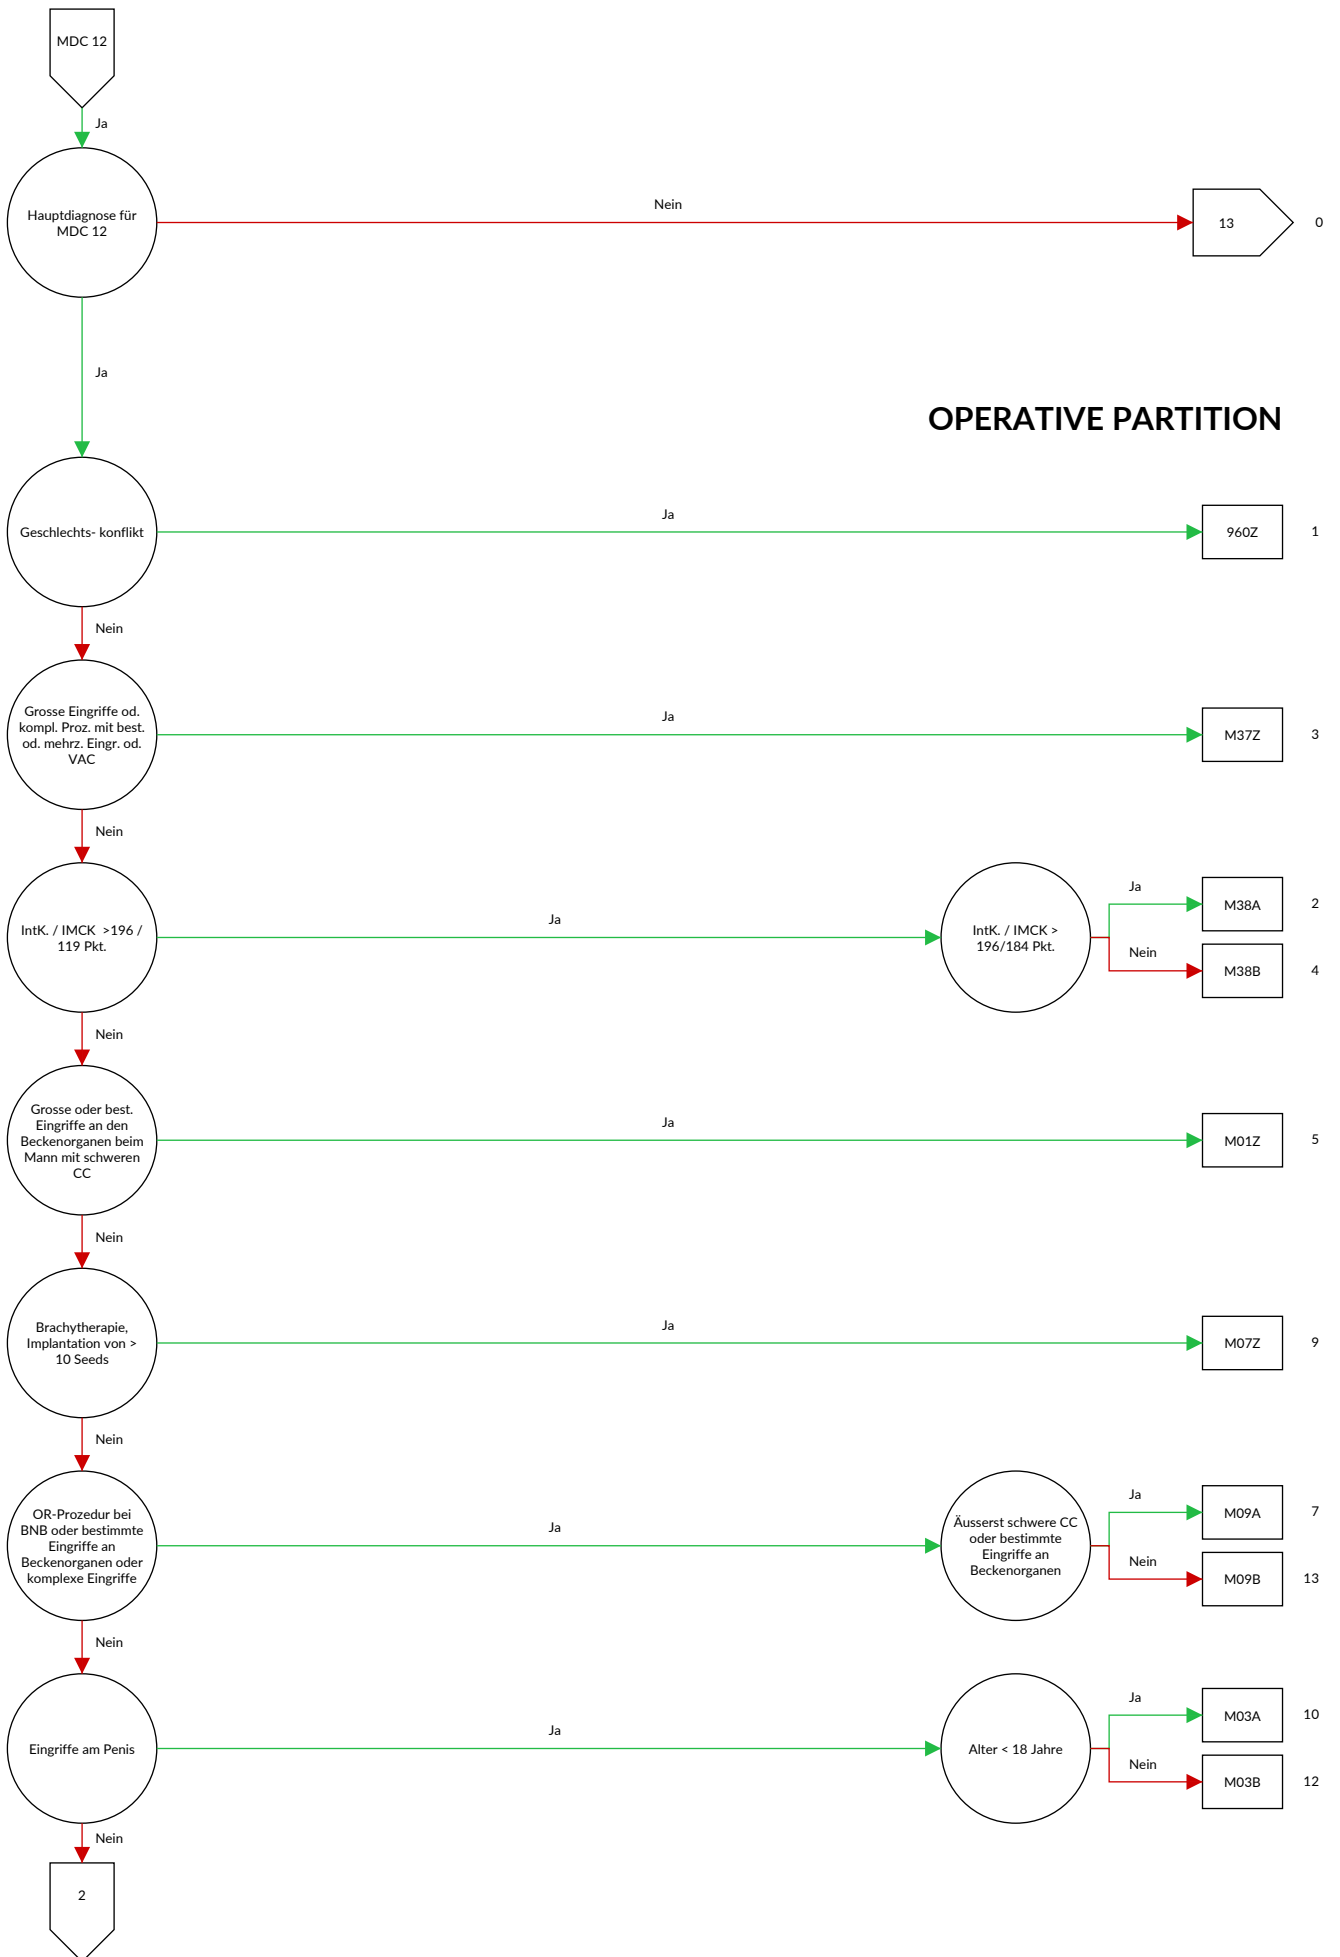 MDC 12
Ja
Hauptdiagnose für
MDC 12
Nein
13
0
Ja
OPERATIVE PARTITION
Geschlechts- konflikt
Ja
960Z
1
Nein
Grosse Eingriffe od.
kompl. Proz. mit best.
od. mehrz. Eingr. od.
VAC
Ja
M37Z
3
Nein
IntK. / IMCK >196 /
119 Pkt.
Ja
IntK. / IMCK >
196/184 Pkt.
Ja
M38A
2
Nein
M38B
4
Nein
Grosse oder best.
Eingriffe an den
Beckenorganen beim
Mann mit schweren
CC
Ja
M01Z
5
Nein
Brachytherapie,
Implantation von >
10 Seeds
Ja
M07Z
9
Nein
OR-Prozedur bei
BNB oder bestimmte
Eingriffe an
Beckenorganen oder
komplexe Eingriffe
Ja
Äusserst schwere CC
oder bestimmte
Eingriffe an
Beckenorganen
Ja
M09A
7
Nein
M09B
13
Nein
Eingriffe am Penis
Ja
Alter < 18 Jahre
Ja
M03A
10
Nein
M03B
12
Nein
2